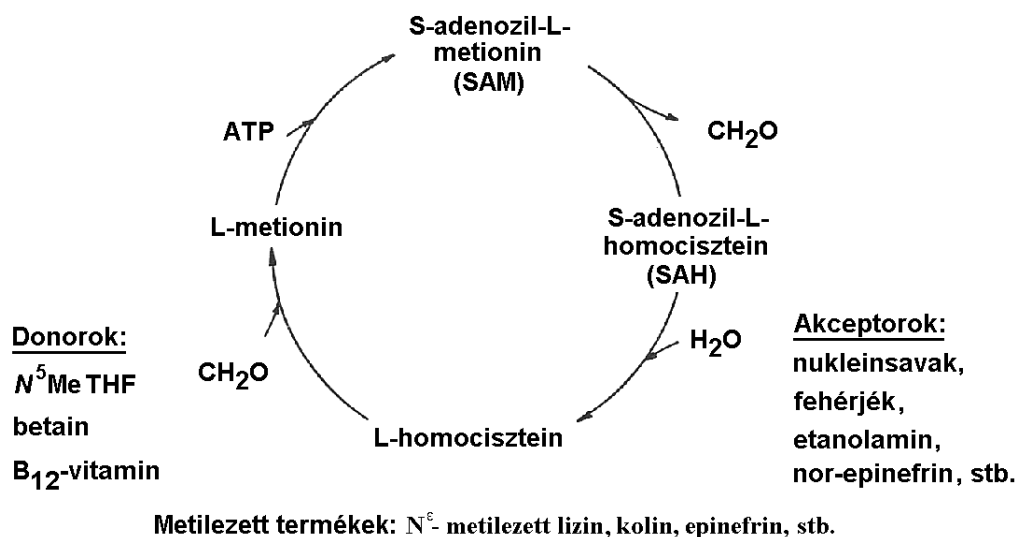 S-adenozil-L-
metionin
(SAM)
ATP
CH₂O
L-metionin
S-adenozil-L-
homocisztein
(SAH)
Donorok:
N⁵Me THF
betain
B₁₂-vitamin
CH₂O
H₂O
Akceptorok:
nukleinsavak,
fehérjék,
etanolamin,
nor-epinefrin, stb.
L-homocisztein
Metilezett termékek: Nᵋ- metilezett lizin, kolin, epinefrin, stb.